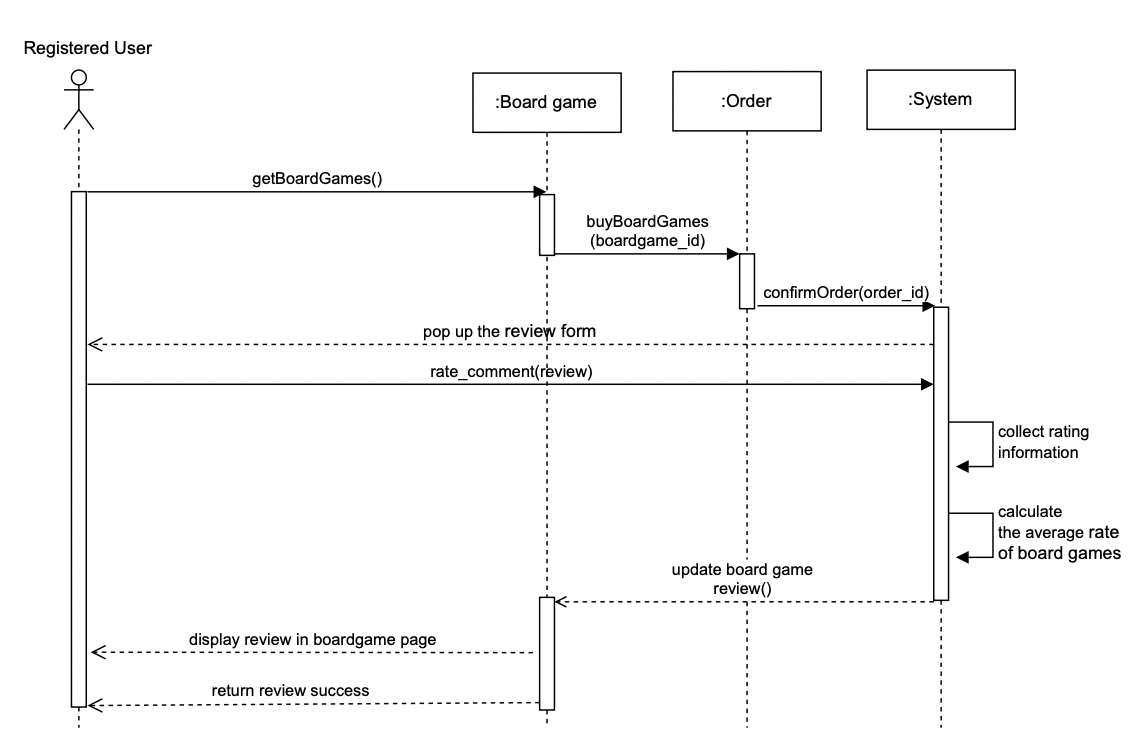 Registered User
:Board game
:Order
:System
getBoardGames()
buyBoardGames
(boardgame_id)
confirmOrder(order_id)
pop up the review form
rate_comment(review)
collect rating
information
calculate
the average rate
of board games
update board game
review()
display review in boardgame page
return review success